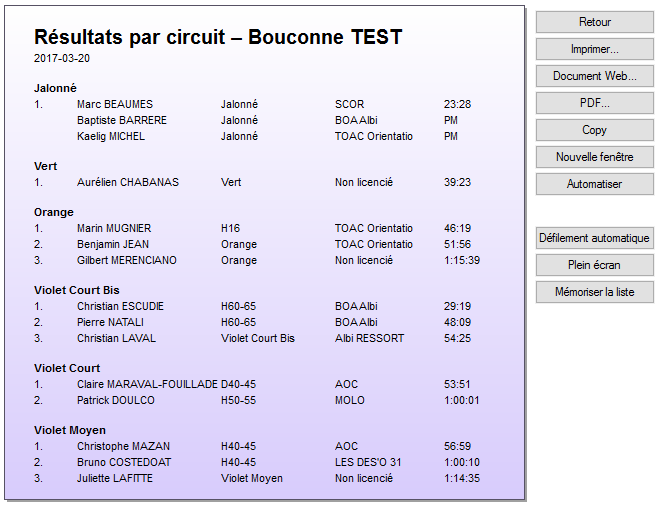 Résultats par circuit – Bouconne TEST
2017-03-20
Jalonné
1. Marc BEAUMES Jalonné SCOR 23:28
Baptiste BARRERE Jalonné BOAAlbi PM
Kaelig MICHEL Jalonné TOAC Orientatio PM
Vert
1. Aurélien CHABANAS Vert Non licencié 39:23
Orange
1. Marin MUGNIER H16 TOAC Orientatio 46:19
2. Benjamin JEAN Orange TOAC Orientatio 51:56
3. Gilbert MERENCIANO Orange Non licencié 1:15:39
Violet Court Bis
1. Christian ESCUDIE H60-65 BOAAlbi 29:19
2. Pierre NATALI H60-65 BOAAlbi 48:09
3. Christian LAVAL Violet Court Bis Albi RESSORT 54:25
Violet Court
1. Claire MARAVAL-FOUILLADE D40-45 AOC 53:51
2. Patrick DOULCO H50-55 MOLO 1:00:01
Violet Moyen
1. Christophe MAZAN H40-45 AOC 56:59
2. Bruno COSTEDOAT H40-45 LES DES'O 31 1:00:10
3. Juliette LAFITTE Violet Moyen Non licencié 1:14:35
Retour
Imprimer...
Document Web...
PDF...
Copy
Nouvelle fenêtre
Automatiser
Défilement automatique
Plein écran
Mémoriser la liste